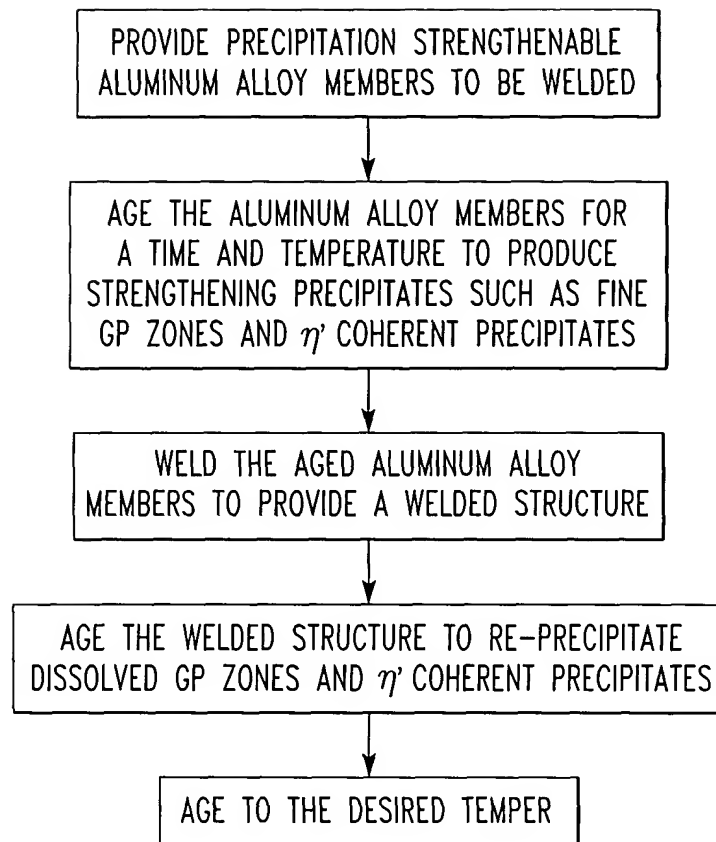 PROVIDE PRECIPITATION STRENGTHENABLE
ALUMINUM ALLOY MEMBERS TO BE WELDED
AGE THE ALUMINUM ALLOY MEMBERS FOR
A TIME AND TEMPERATURE TO PRODUCE
STRENGTHENING PRECIPITATES SUCH AS FINE
GP ZONES AND η' COHERENT PRECIPITATES
WELD THE AGED ALUMINUM ALLOY
MEMBERS TO PROVIDE A WELDED STRUCTURE
AGE THE WELDED STRUCTURE TO RE-PRECIPITATE
DISSOLVED GP ZONES AND η' COHERENT PRECIPITATES
AGE TO THE DESIRED TEMPER